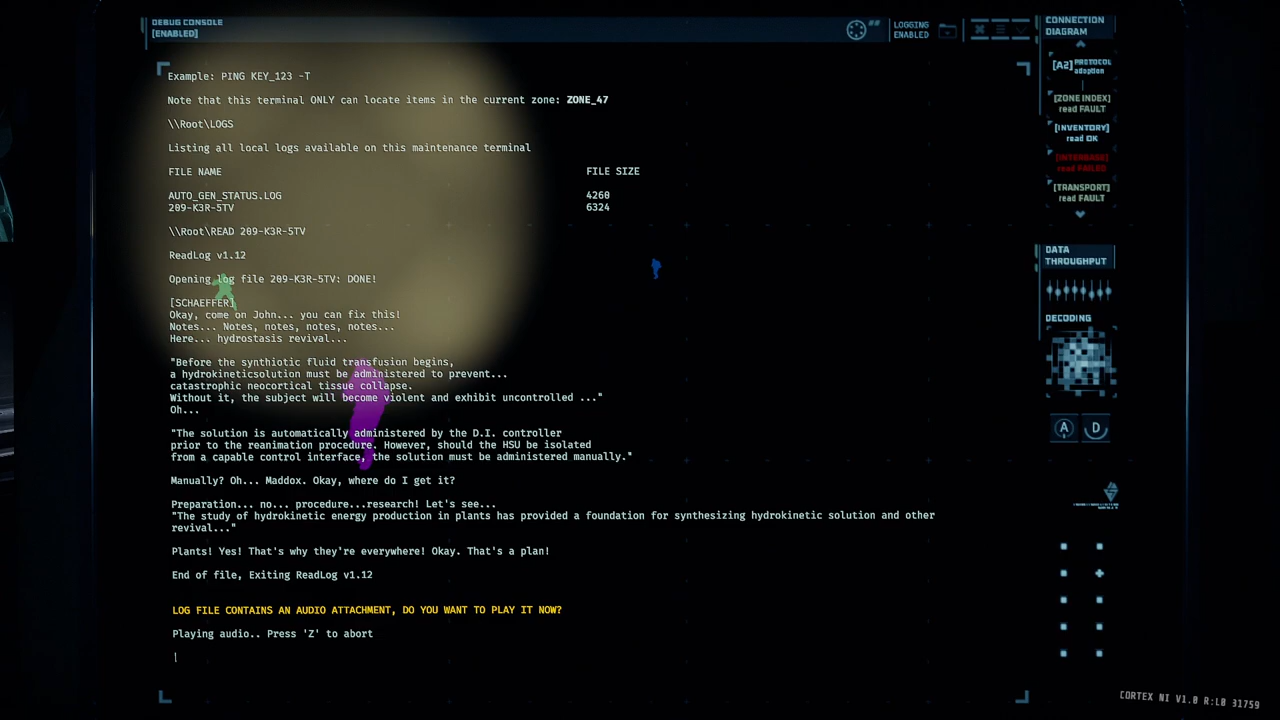 DEBUG CONSOLE
[ENABLED]
LOGGING
ENABLED
CONNECTION
DIAGRAM
Example: PING KEY_123 -T
Note that this terminal ONLY can locate items in the current zone: ZONE_47
\\Root\LOGS
Listing all local logs available on this maintenance terminal
FILE NAME FILE SIZE
AUTO_GEN_STATUS.LOG 4260
209-K3R-5TV 6324
\\Root\READ 209-K3R-5TV
ReadLog v1.12
Opening log file 209-K3R-5TV: DONE!
[SCHAEFFER]
Okay, come on John... you can fix this!
Notes... Notes, notes, notes...
Here... hydrostasis revival...
"Before the synthiotic fluid transfusion begins,
a hydrokineticsolution must be administered to prevent...
catastrophic neocortical tissue collapse.
Without it, the subject will become violent and exhibit uncontrolled ..."
Oh...
"The solution is automatically administered by the D.I. controller
prior to the reanimation procedure. However, should the HSU be isolated
from a capable control interface, the solution must be administered manually."
Manually? Oh... Maddox. Okay, where do I get it?
Preparation... no... procedure...research! Let's see...
"The study of hydrokinetic energy production in plants has provided a foundation for synthesizing hydrokinetic solution and other
revival..."
Plants! Yes! That's why they're everywhere! Okay. That's a plan!
End of file, Exiting ReadLog v1.12
LOG FILE CONTAINS AN AUDIO ATTACHMENT, DO YOU WANT TO PLAY IT NOW?
Playing audio.. Press 'Z' to abort
[A2] PROTOCOL
adoption
[ZONE INDEX]
read FAULT
[INVENTORY]
read OK
[INTERBASE]
read FAILED
[TRANSPORT]
read FAULT
DATA
THROUGHPUT
DECODING
A D
CORTEX NI V1.0 R:L0 31759